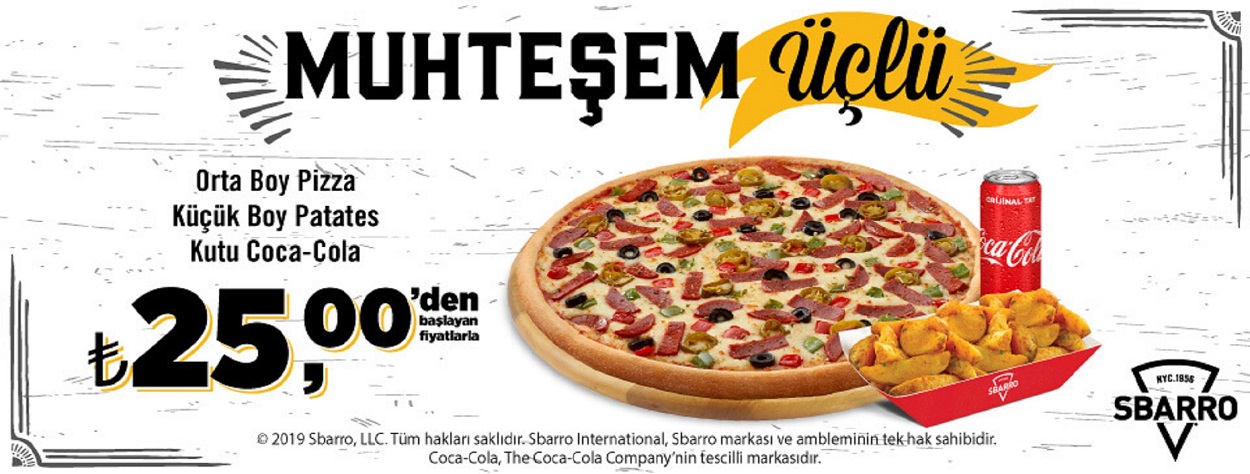 MUHTEŞEM üçlü
Orta Boy Pizza
Küçük Boy Patates
Kutu Coca-Cola
₺25,00'den
başlayan
fiyatlarla
ORİJİNAL TAT
Coca-Cola
SBARRO
NYC.1956
SBARRO
© 2019 Sbarro, LLC. Tüm hakları saklıdır. Sbarro International, Sbarro markası ve ambleminin tek hak sahibidir.
Coca-Cola, The Coca-Cola Company'nin tescilli markasıdır.